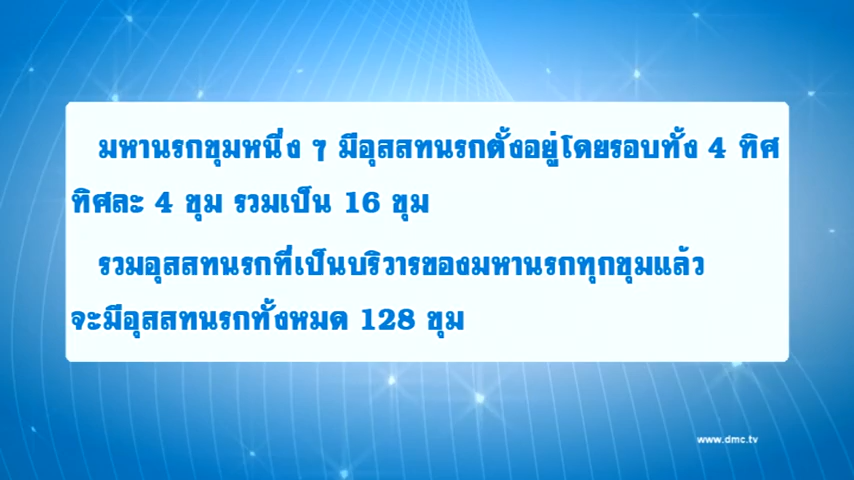 มหานรกขุมหนึ่ง ๆ มีอุสสทนรกตั้งอยู่โดยรอบทั้ง 4 ทิศ
ทิศละ 4 ขุม รวมเป็น 16 ขุม
รวมอุสสทนรกที่เป็นบริวารของมหานรกทุกขุมแล้ว
จะมีอุสสทนรกทั้งหมด 128 ขุม
www.dmc.tv